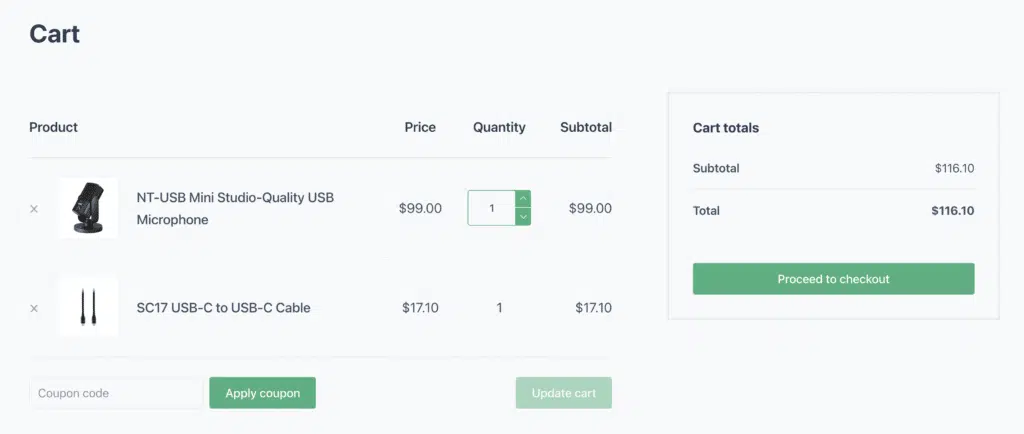 Cart
Product Price Quantity Subtotal
× NT-USB Mini Studio-Quality USB
Microphone
$99.00 1 $99.00
× SC17 USB-C to USB-C Cable $17.10 1 $17.10
Coupon code Apply coupon Update cart
Cart totals
Subtotal $116.10
Total $116.10
Proceed to checkout